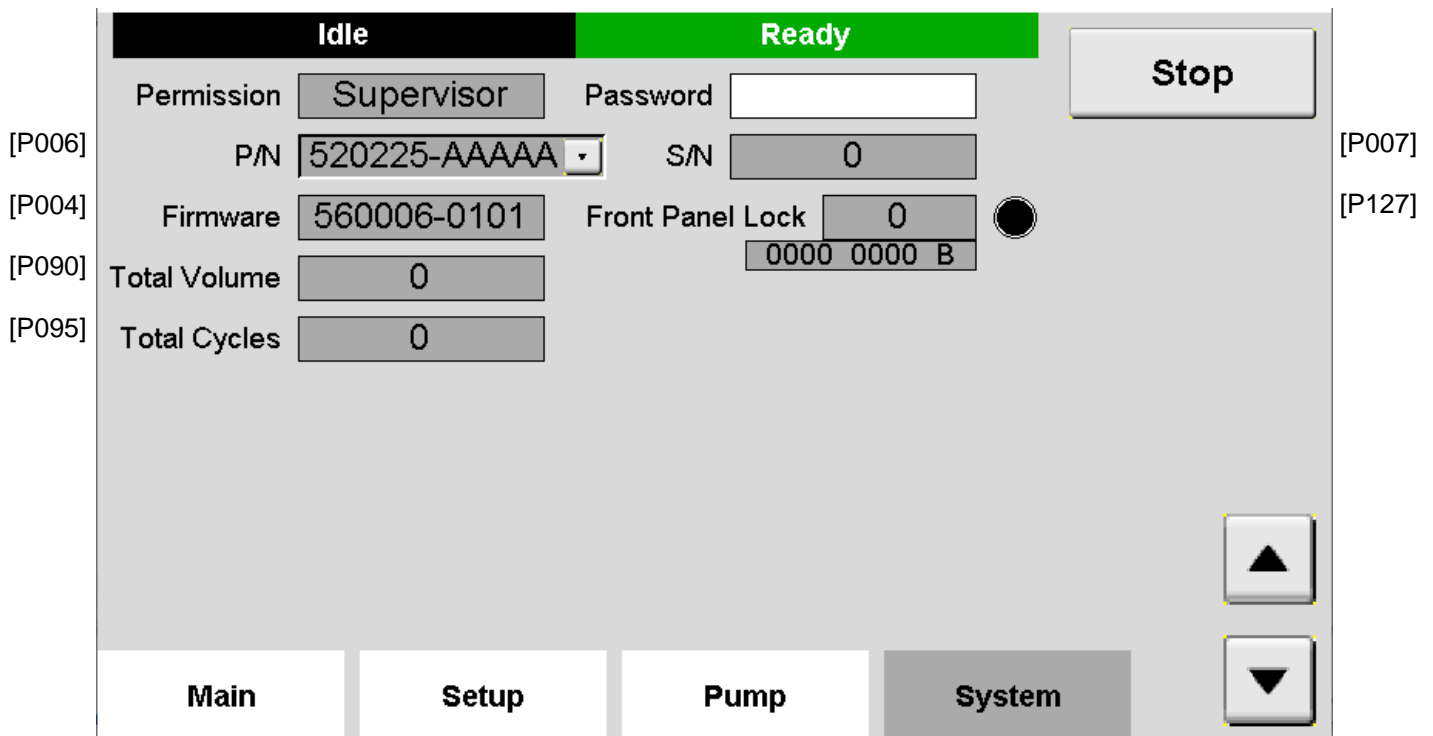 Idle Ready
Stop
Permission Supervisor Password
[P006] P/N 520225-AAAAA S/N 0 [P007]
[P004] Firmware 560006-0101 Front Panel Lock 0 [P127]
0000 0000 B
[P090] Total Volume 0
[P095] Total Cycles 0
Main Setup Pump System